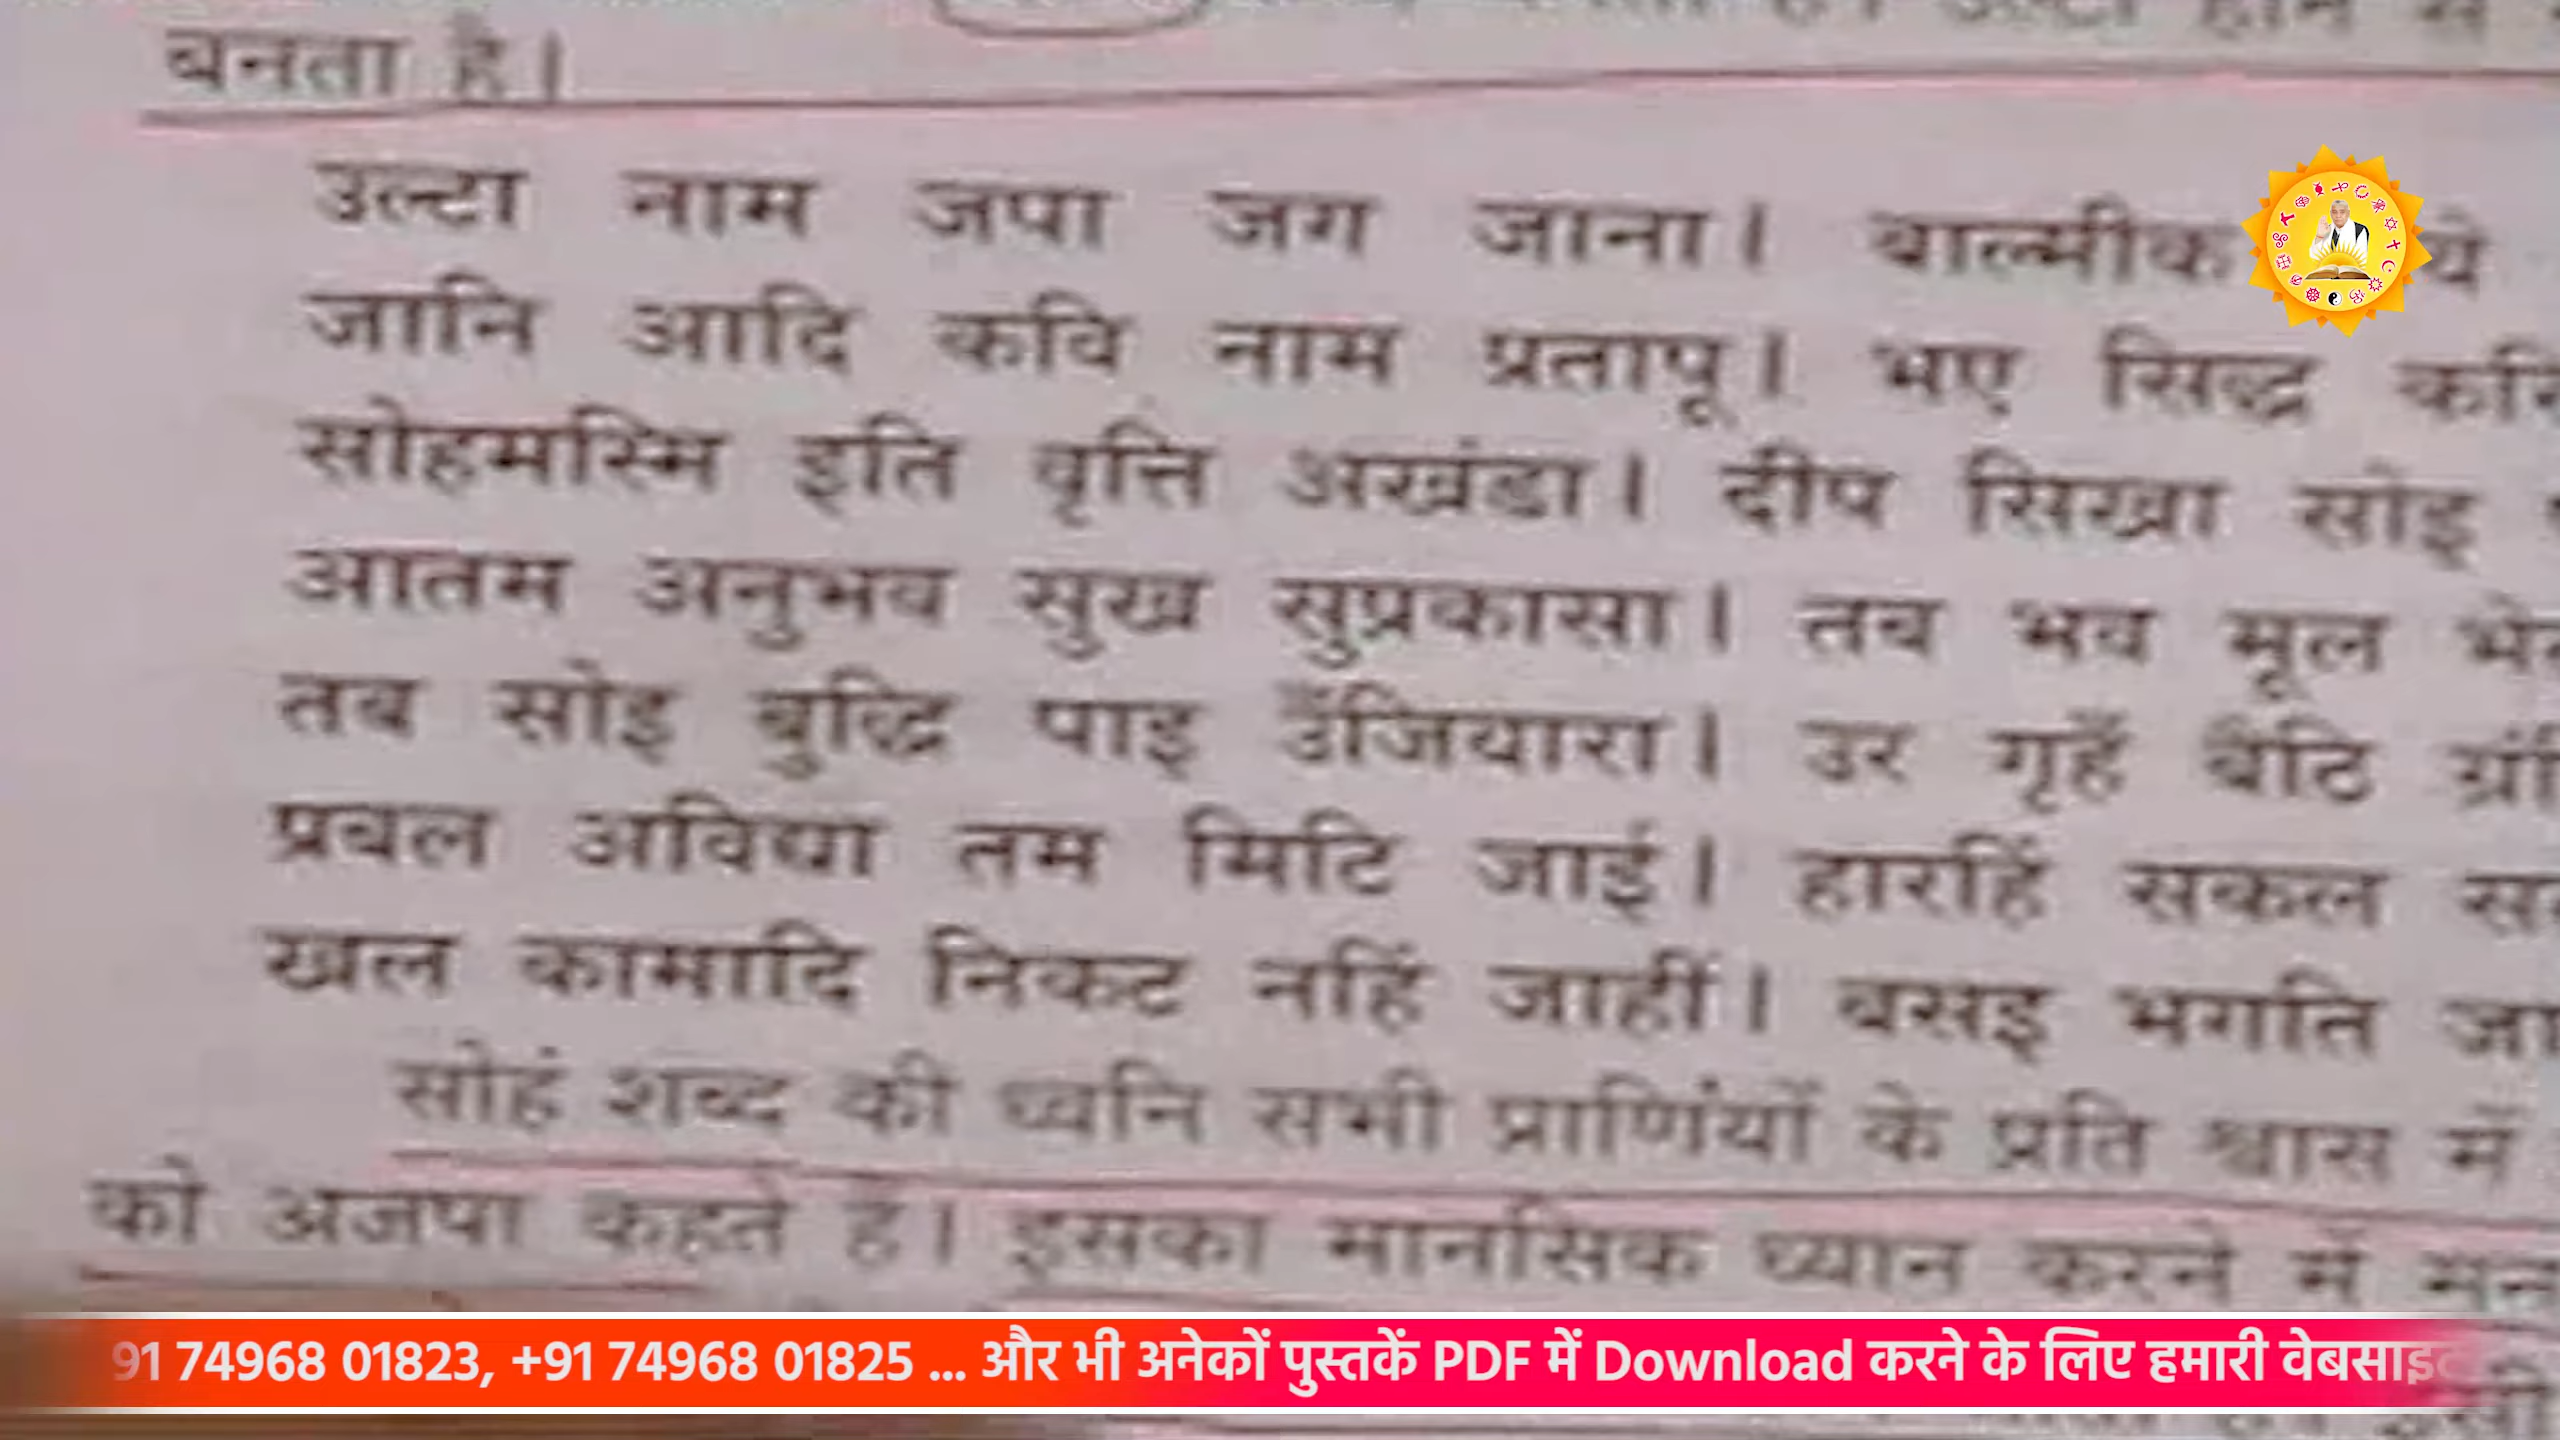 बनता है।
उल्टा नाम जपा जग जाना। बाल्मीक
जानि आदि कवि नाम प्रतापू। भए सिद्ध
सोहमस्मि इति वृत्ति अखंडा। दीप सिखा सोइ
आतम अनुभव सुख सुप्रकासा। तब भव मूल
तब सोइ बुद्धि पाइ उँजियारा। उर गृहँ बैठि
प्रबल अविद्या तम मिटि जाई। हारहिं सकल
खल कामादि निकट नहिं जाहीं। बसइ भगति
सोहं शब्द की ध्वनि सभी प्राणिंयों के प्रति श्वास में
को अजपा कहते हैं। इसका मानसिक ध्यान करने में मन
91 74968 01823, +91 74968 01825 ... और भी अनेकों पुस्तकें PDF में Download करने के लिए हमारी वेबसाइट